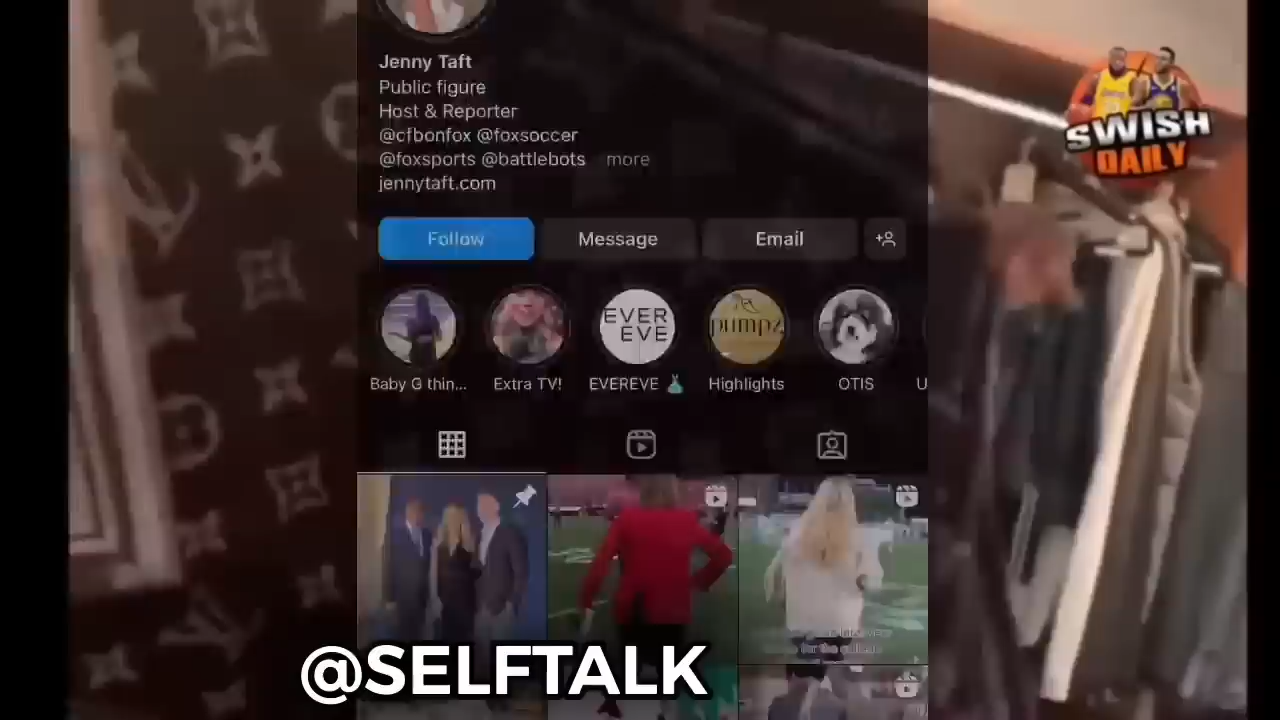 Jenny Taft
Public figure
Host & Reporter
@cfbonfox @foxsoccer
@foxsports @battlebots more
jennytaft.com
SWISH
DAILY
Follow
Message
Email
EVER
EVE
pumpz
Baby G thin...
Extra TV!
EVEREVE
Highlights
OTIS
U
@SELFTALK